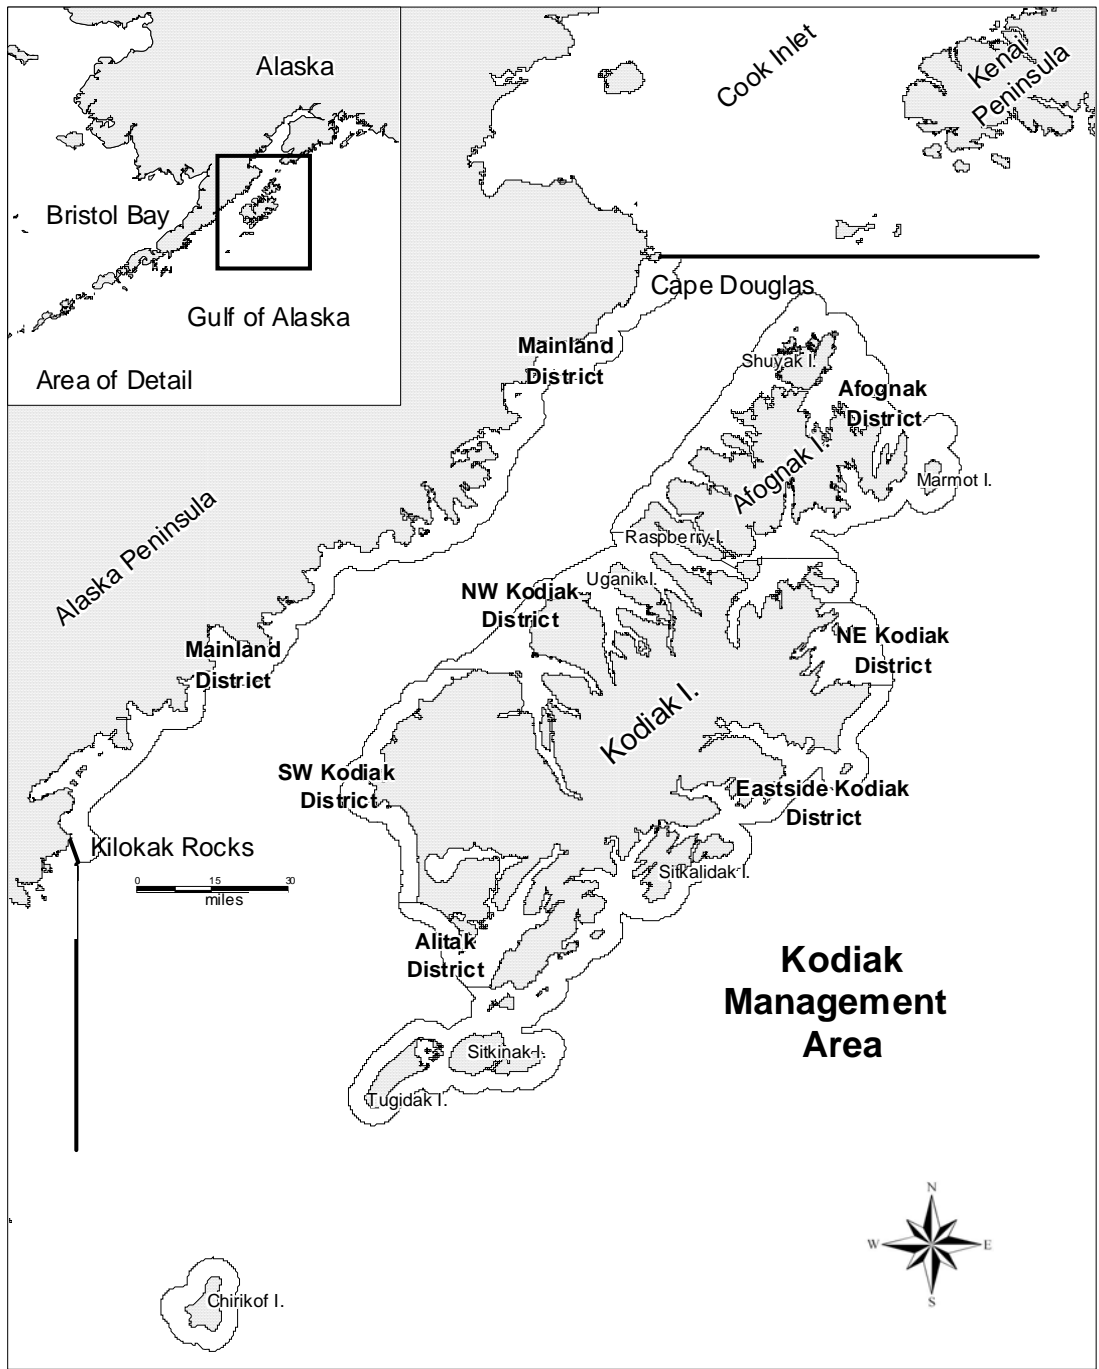 Alaska
Bristol Bay
Gulf of Alaska
Area of Detail
Cook Inlet
Kenai
Peninsula
Cape Douglas
Mainland
District
Shuyak I.
Afognak
District
Afognak I.
Marmot I.
Alaska Peninsula
Raspberry I.
Uganik I.
NW Kodiak
District
NE Kodiak
District
Mainland
District
Kodiak I.
SW Kodiak
District
Eastside Kodiak
District
Kilokak Rocks
0 15 30
miles
Sitkalidak I.
Alitak
District
Kodiak
Management
Area
Sitkinak I.
Tugidak I.
N
W E
S
Chirikof I.